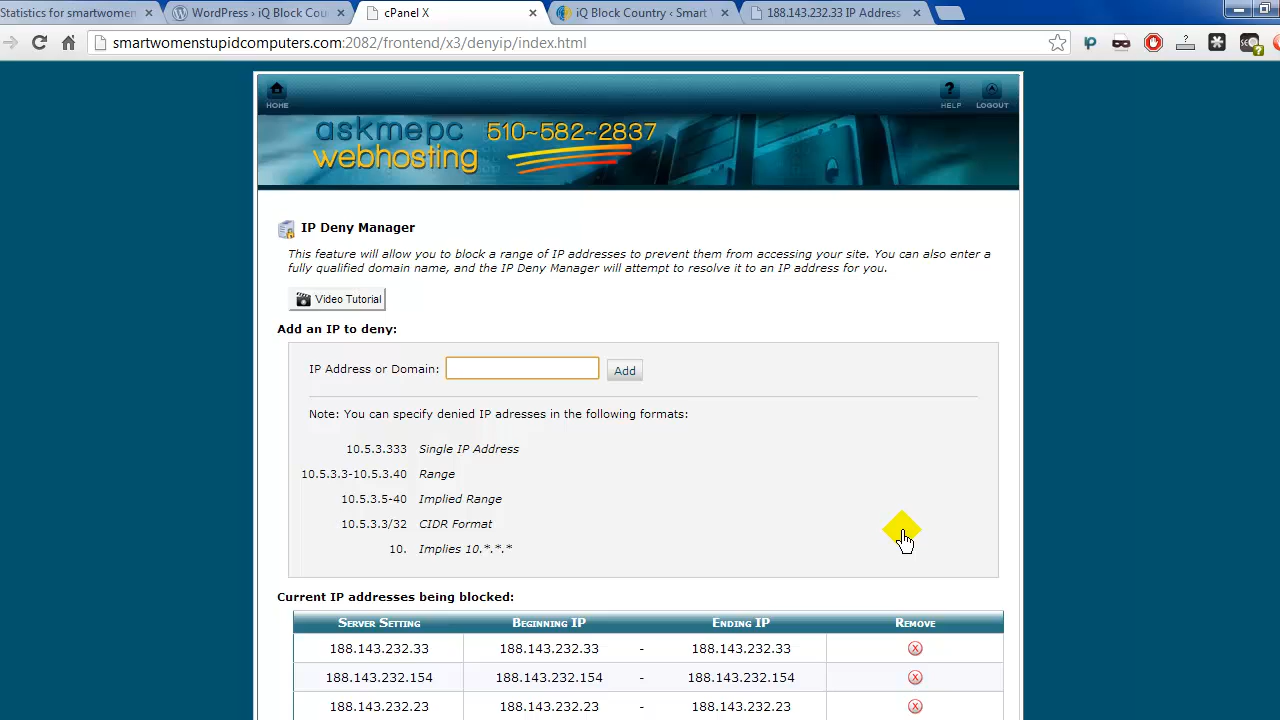 Statistics for smartwomen
WordPress › iQ Block Cou
cPanel X
iQ Block Country ‹ Smart
188.143.232.33 IP Address
smartwomenstupidcomputers.com:2082/frontend/x3/denyip/index.html
HOME
HELP
LOGOUT
askmepc 510-582-2837
webhosting
IP Deny Manager
This feature will allow you to block a range of IP addresses to prevent them from accessing your site. You can also enter a
fully qualified domain name, and the IP Deny Manager will attempt to resolve it to an IP address for you.
Video Tutorial
Add an IP to deny:
IP Address or Domain:
Add
Note: You can specify denied IP adresses in the following formats:
10.5.3.333 Single IP Address
10.5.3.3-10.5.3.40 Range
10.5.3.5-40 Implied Range
10.5.3.3/32 CIDR Format
10. Implies 10.*.*.*
Current IP addresses being blocked:
SERVER SETTING BEGINNING IP ENDING IP REMOVE
188.143.232.33 188.143.232.33 - 188.143.232.33
188.143.232.154 188.143.232.154 - 188.143.232.154
188.143.232.23 188.143.232.23 - 188.143.232.23